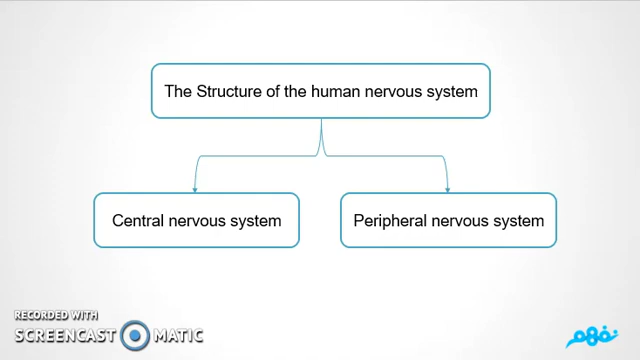 The Structure of the human nervous system
Central nervous system
Peripheral nervous system
RECORDED WITH
SCREENCAST MATIC
نفهم